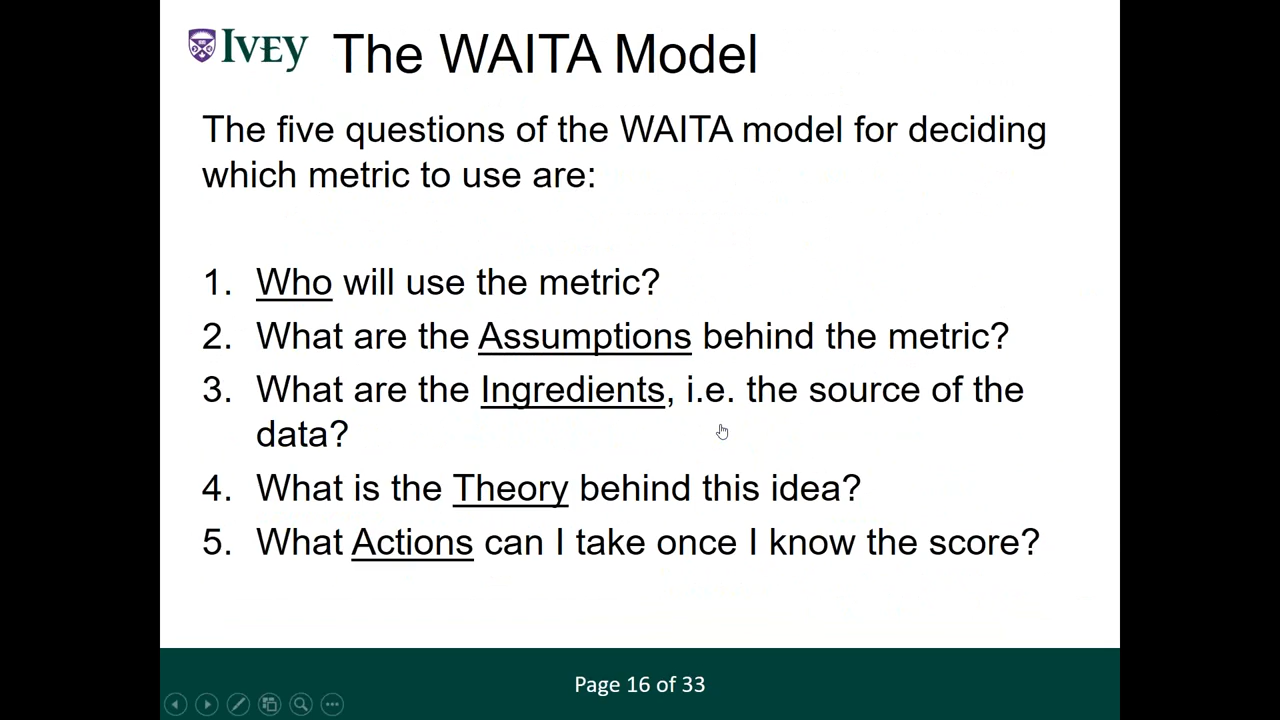 IVEY
The WAITA Model
The five questions of the WAITA model for deciding
which metric to use are:
1. Who will use the metric?
2. What are the Assumptions behind the metric?
3. What are the Ingredients, i.e. the source of the
data?
4. What is the Theory behind this idea?
5. What Actions can I take once I know the score?
Page 16 of 33